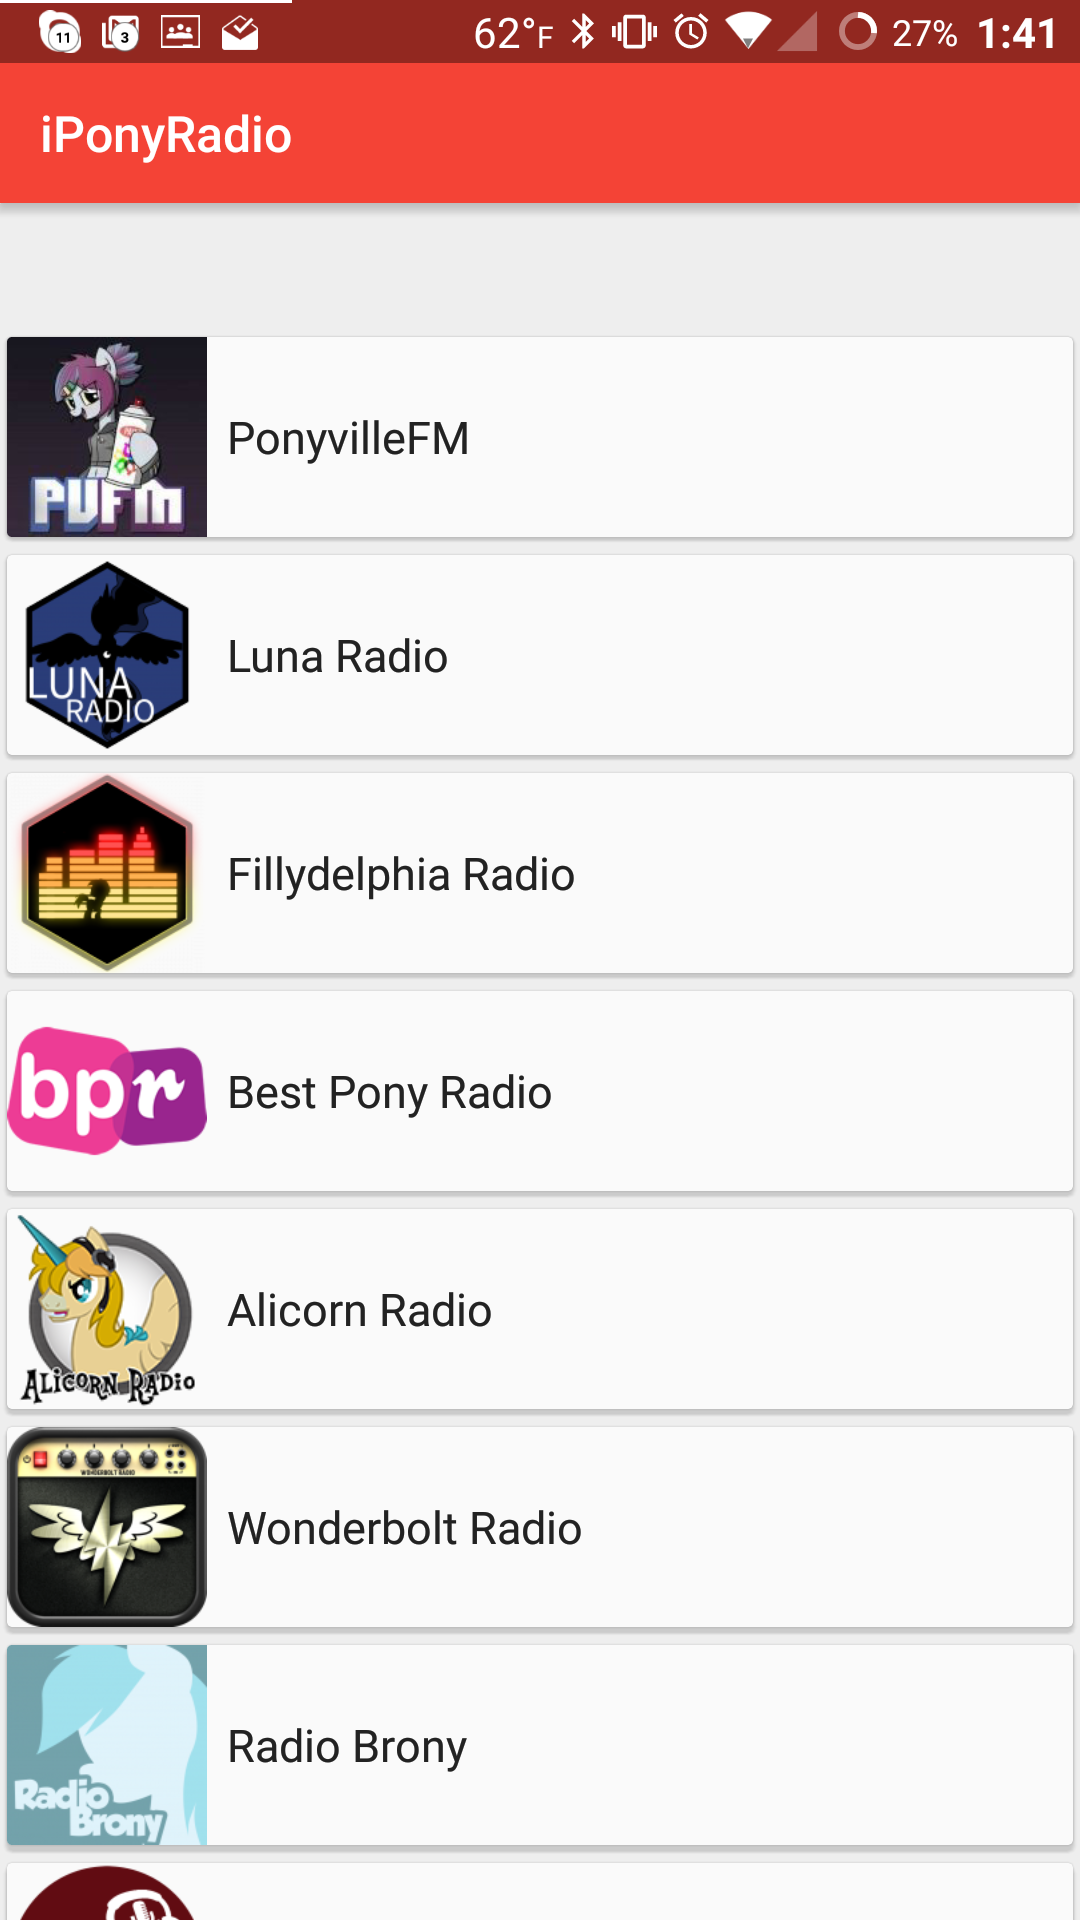 11 3 62°F 27% 1:41
iPonyRadio
PVFM
PonyvilleFM
LUNA
RADIO
Luna Radio
Fillydelphia Radio
bpr
Best Pony Radio
ALICORN RADIO
Alicorn Radio
WONDERBOLT RADIO
Wonderbolt Radio
Radio
Brony
Radio Brony